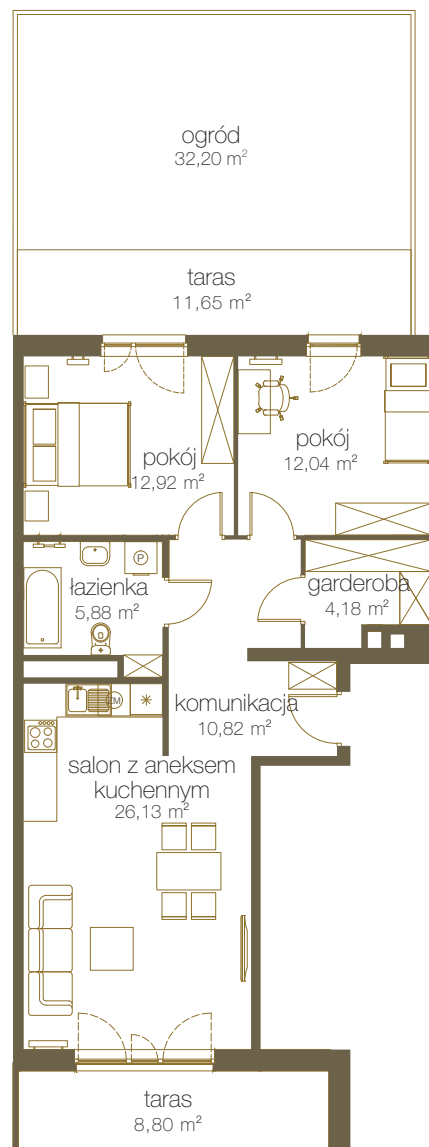 ogród
32,20 m²
taras
11,65 m²
pokój
12,92 m²
pokój
12,04 m²
P
łazienka
5,88 m²
garderoba
4,18 m²
ZM
komunikacja
10,82 m²
salon z aneksem
kuchennym
26,13 m²
taras
8,80 m²